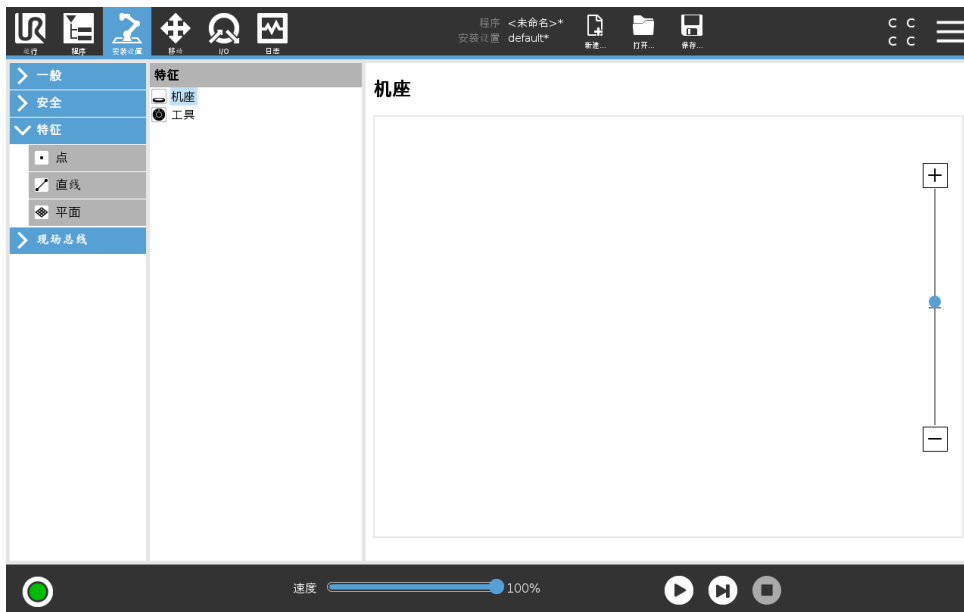 UR
运行
程序
安装设置
移动
I/O
日志
程序 <未命名>*
安装设置 default*
新建...
打开...
保存...
C C
C C
一般
安全
特征
点
直线
平面
现场总线
特征
机座
工具
机座
速度
100%